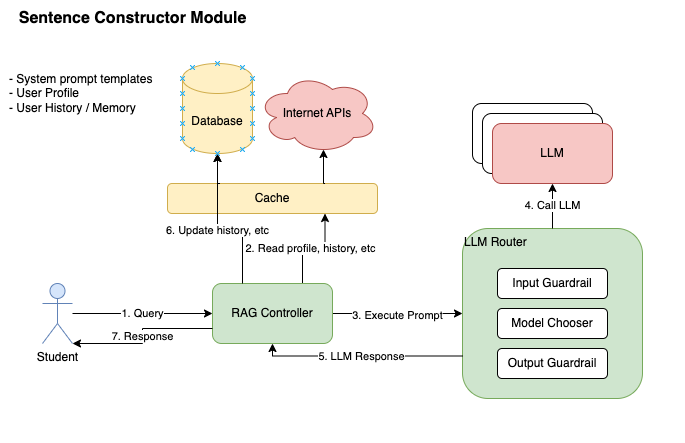 Sentence Constructor Module
- System prompt templates
- User Profile
- User History / Memory
Database
Internet APIs
LLM
Cache
4. Call LLM
6. Update history, etc
2. Read profile, history, etc
LLM Router
Input Guardrail
1. Query
RAG Controller
3. Execute Prompt
Model Chooser
7. Response
Student
5. LLM Response
Output Guardrail